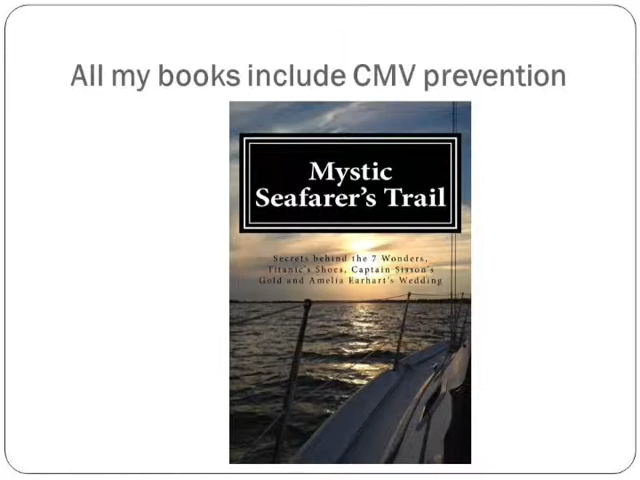 All my books include CMV prevention
Mystic
Seafarer's Trail
Secrets behind the 7 Wonders,
Titanic's Shoes, Captain Sisson's
Gold and Amelia Earhart's Wedding